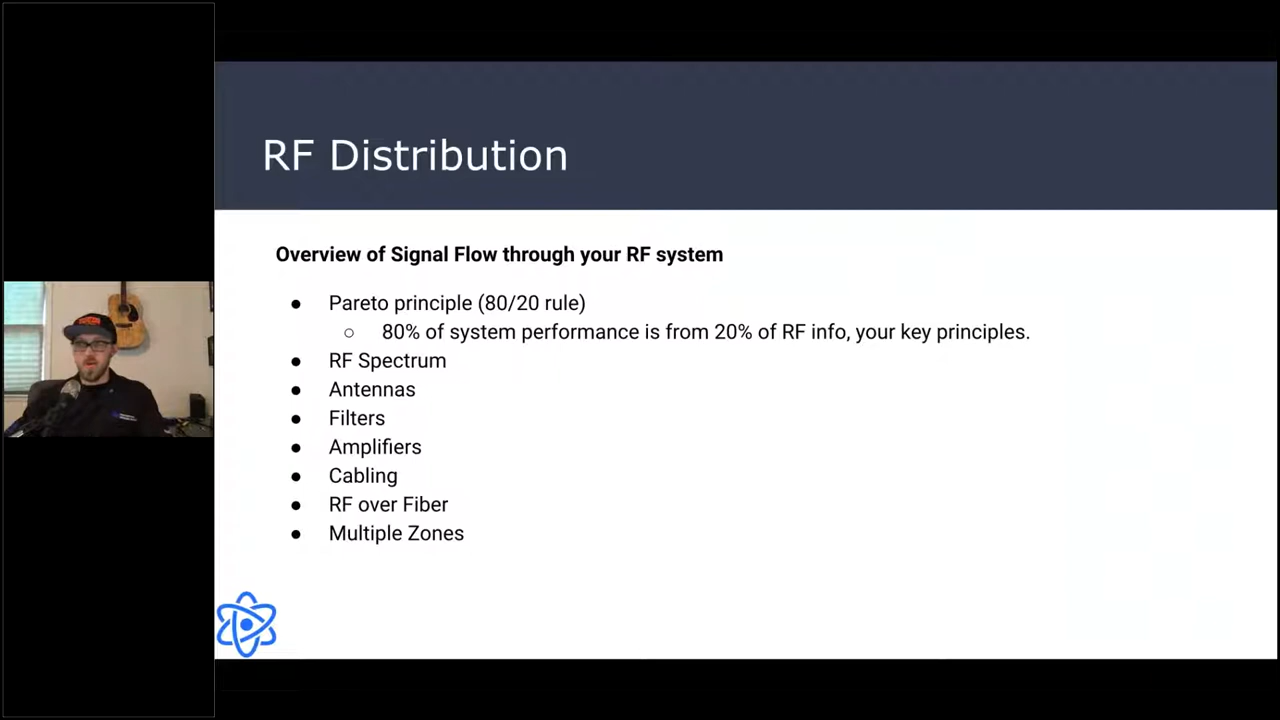 RF Distribution
Overview of Signal Flow through your RF system
● Pareto principle (80/20 rule)
○ 80% of system performance is from 20% of RF info, your key principles.
● RF Spectrum
● Antennas
● Filters
● Amplifiers
● Cabling
● RF over Fiber
● Multiple Zones